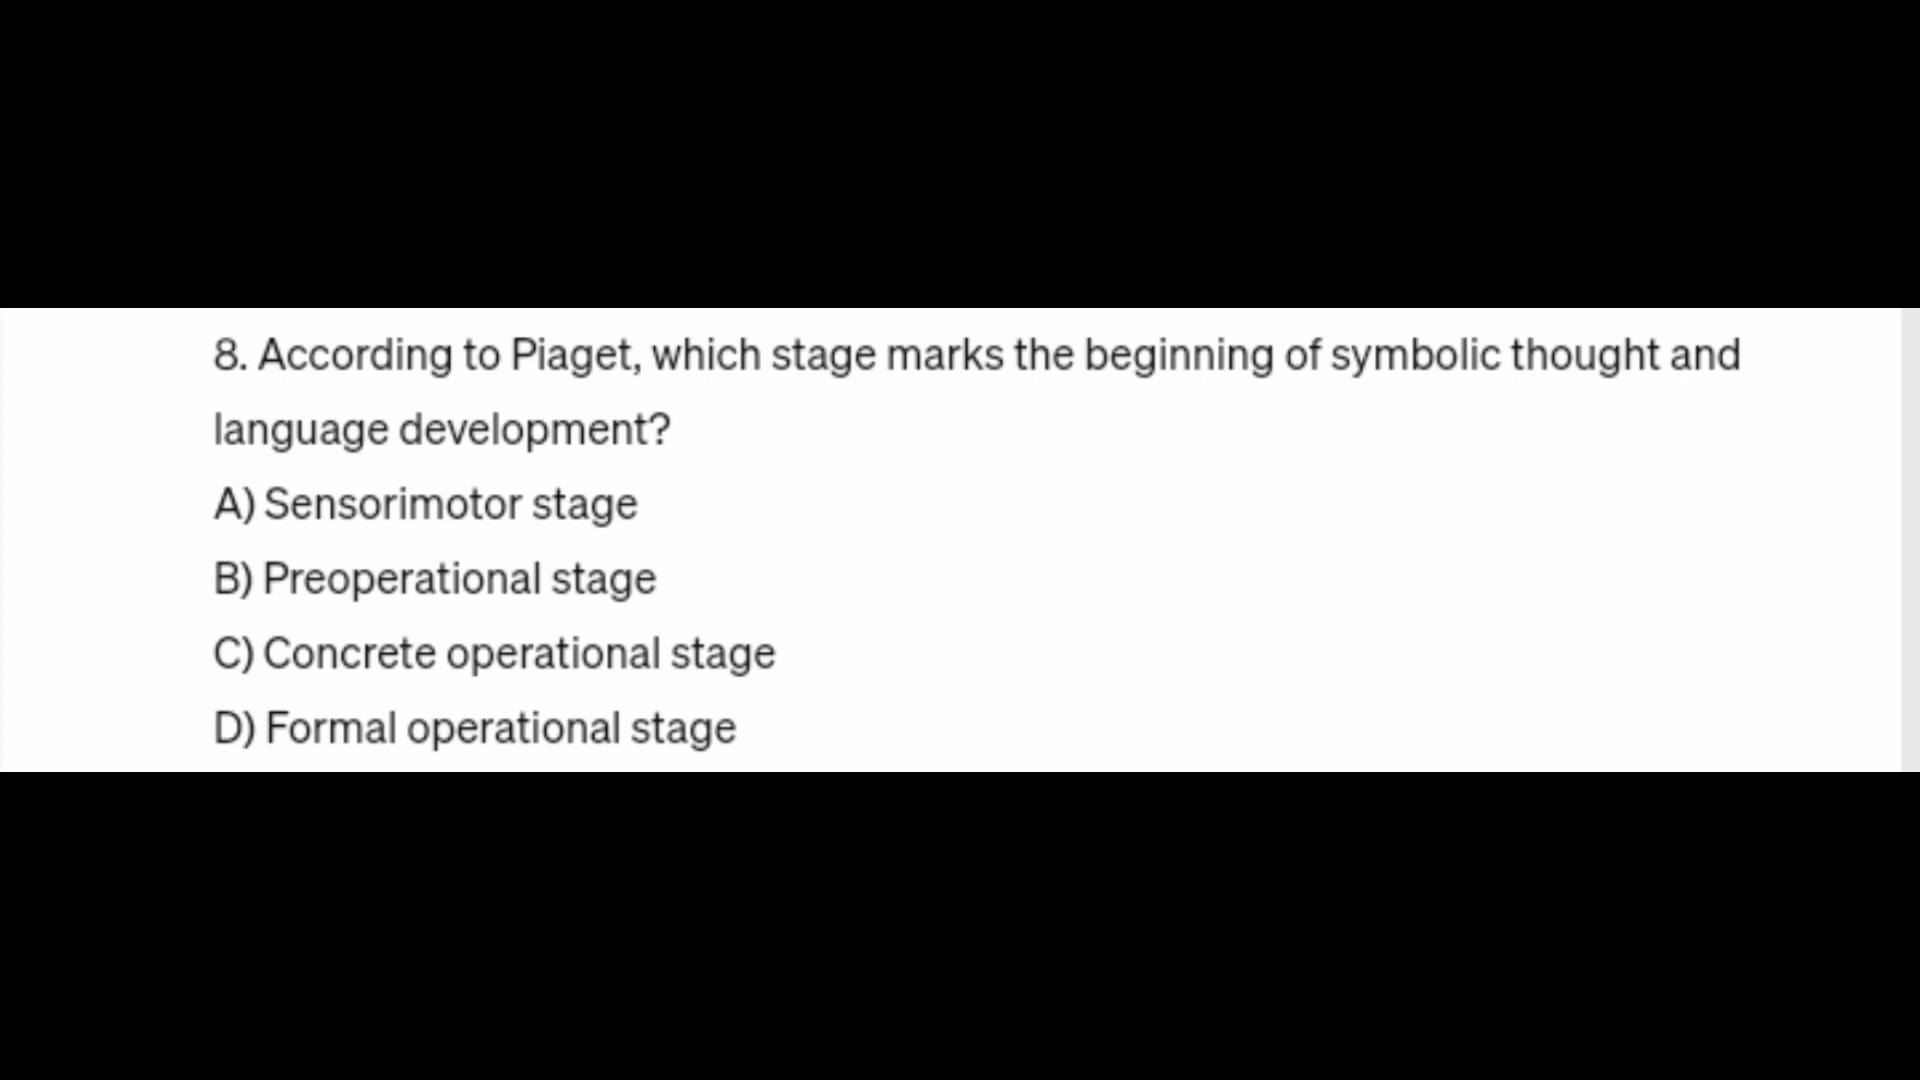 8. According to Piaget, which stage marks the beginning of symbolic thought and
language development?
A) Sensorimotor stage
B) Preoperational stage
C) Concrete operational stage
D) Formal operational stage